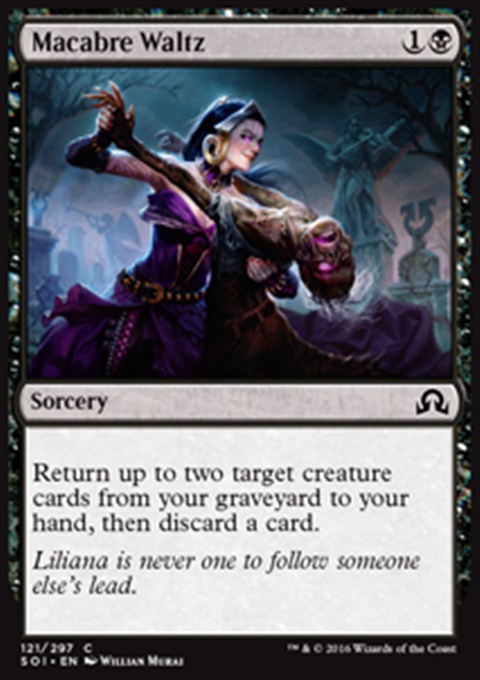 Macabre Waltz 1
Sorcery
Return up to two target creature
cards from your graveyard to your
hand, then discard a card.
Liliana is never one to follow someone
else's lead.
121/297 C
SOI • EN Willian Murai
™ & © 2016 Wizards of the Coast